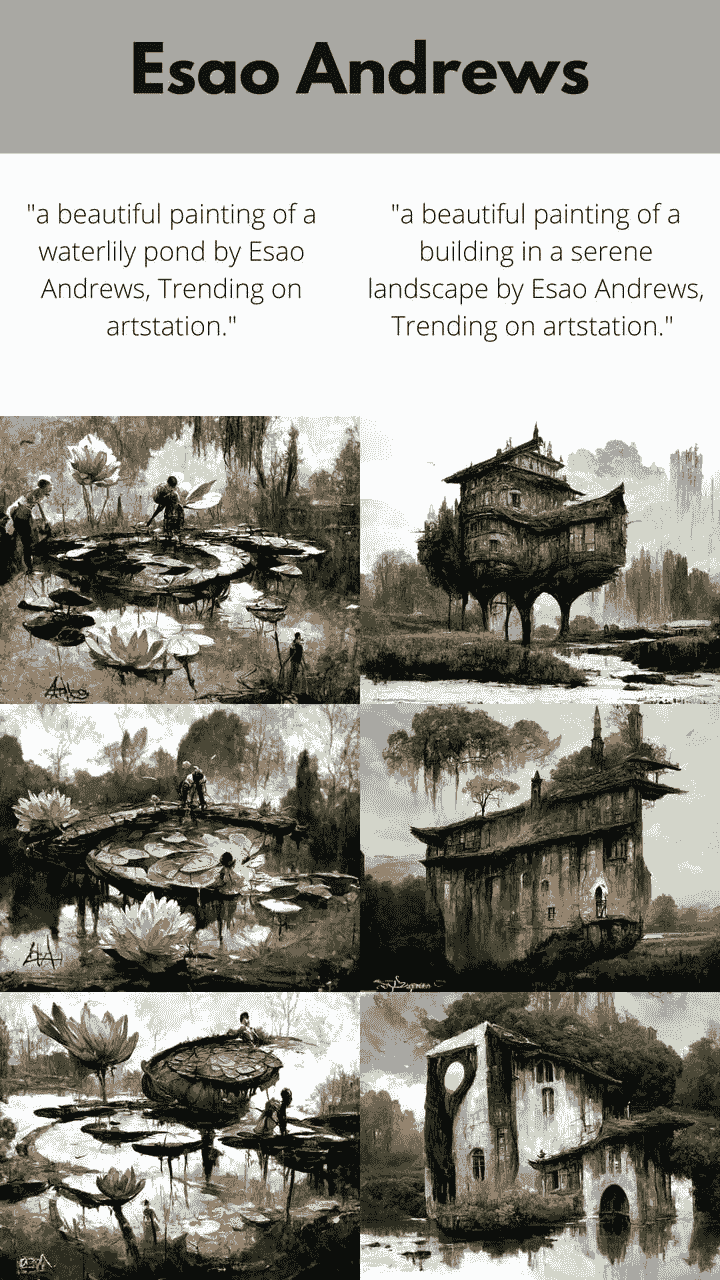 Esao Andrews
"a beautiful painting of a
waterlily pond by Esao
Andrews, Trending on
artstation."
"a beautiful painting of a
building in a serene
landscape by Esao Andrews,
Trending on artstation."